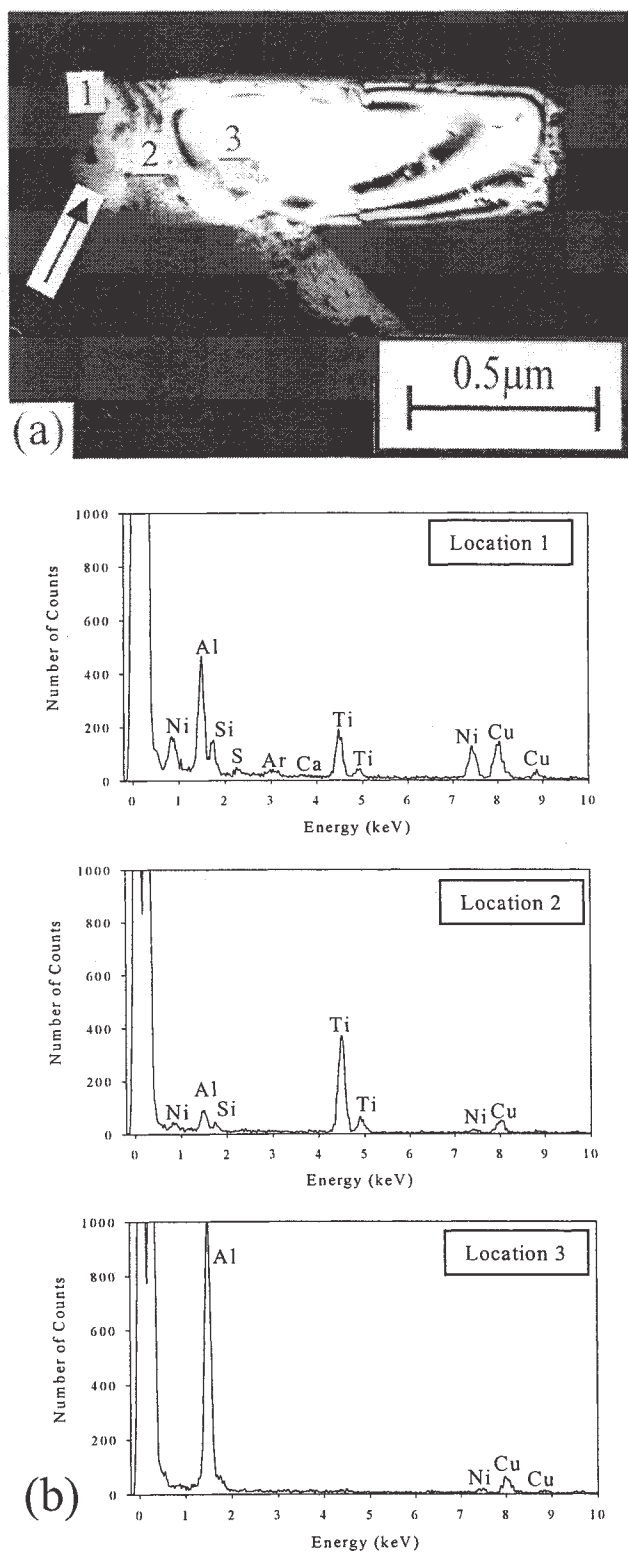 1
2
3
0.5μm
(a)
1000
800
600
400
200
0
Number of Counts
Location 1
Ni
Al
Si
S
Ar
Ca
Ti
Ti
Ni
Cu
Cu
0 1 2 3 4 5 6 7 8 9 10
Energy (keV)
1000
800
600
400
200
0
Number of Counts
Location 2
Ni
Al
Si
Ti
Ti
Ni
Cu
0 1 2 3 4 5 6 7 8 9 10
Energy (keV)
1000
800
600
400
200
0
Number of Counts
Location 3
Al
Ni
Cu
Cu
0 1 2 3 4 5 6 7 8 9 10
Energy (keV)
(b)